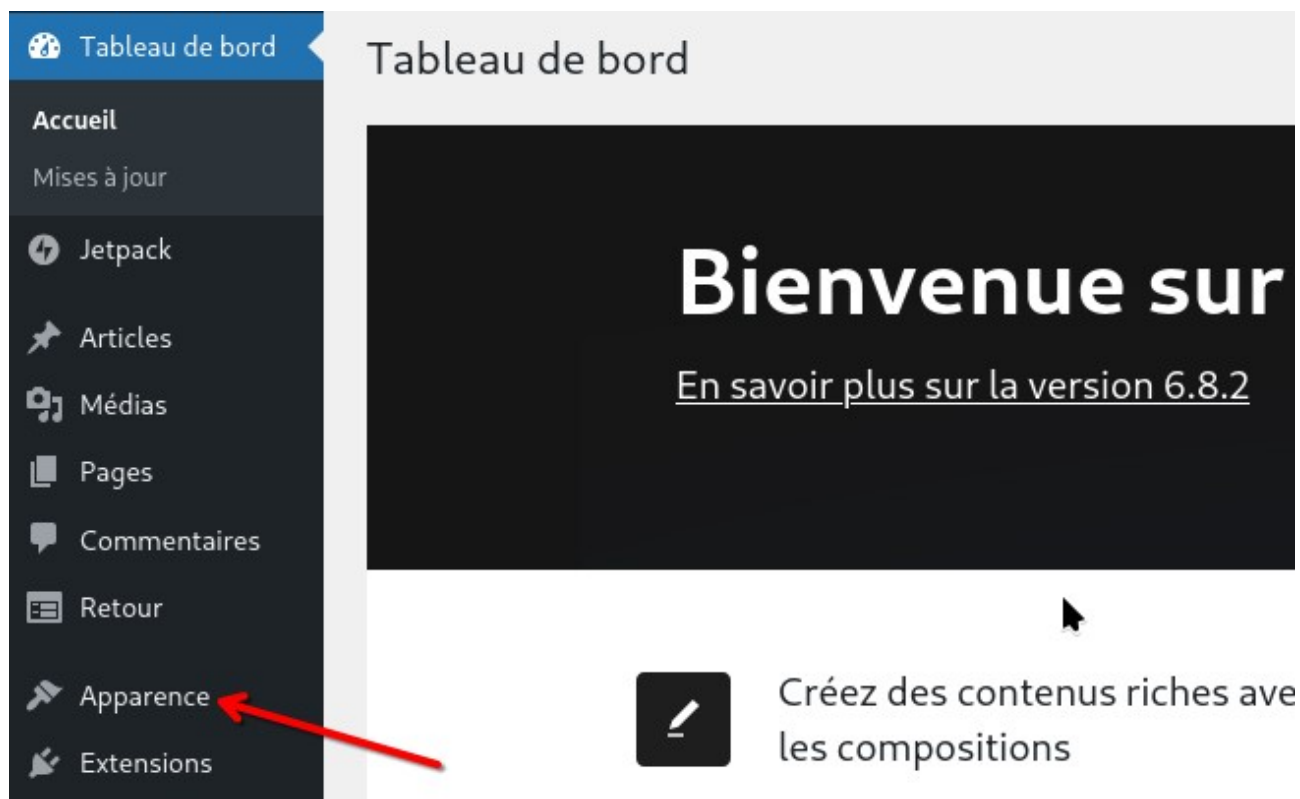 Tableau de bord
Accueil
Mises à jour
Jetpack
Articles
Médias
Pages
Commentaires
Retour
Apparence
Extensions
Tableau de bord
Bienvenue sur
En savoir plus sur la version 6.8.2
Créez des contenus riches ave
les compositions